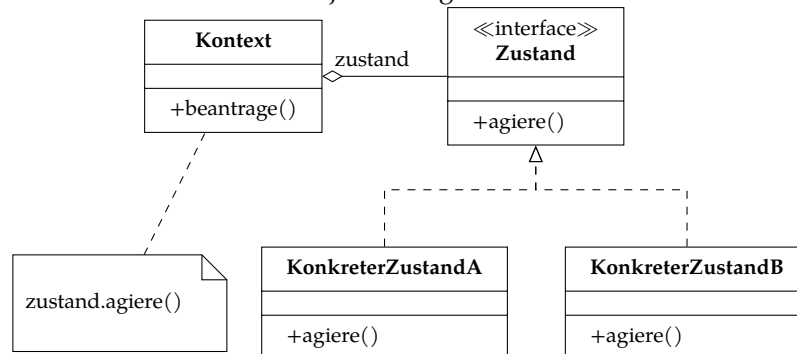 Kontext
+beantrage()
zustand
≪interface≫
Zustand
+agiere()
zustand.agiere()
KonkreterZustandA
+agiere()
KonkreterZustandB
+agiere()